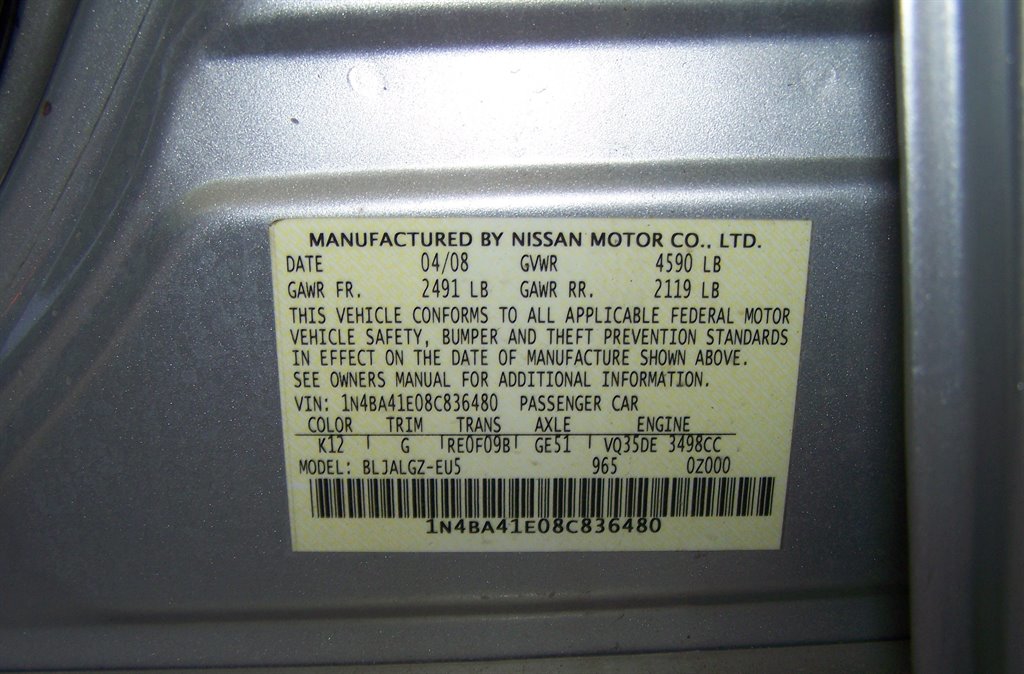 MANUFACTURED BY NISSAN MOTOR CO., LTD.
DATE 04/08 GVWR 4590 LB
GAWR FR. 2491 LB GAWR RR. 2119 LB
THIS VEHICLE CONFORMS TO ALL APPLICABLE FEDERAL MOTOR
VEHICLE SAFETY, BUMPER AND THEFT PREVENTION STANDARDS
IN EFFECT ON THE DATE OF MANUFACTURE SHOWN ABOVE.
SEE OWNERS MANUAL FOR ADDITIONAL INFORMATION.
VIN: 1N4BA41E08C836480 PASSENGER CAR
COLOR TRIM TRANS AXLE ENGINE
K12 G RE0F09B GE51 VQ35DE 3498CC
MODEL: BLJALGZ-EU5 965 0Z000
1N4BA41E08C836480